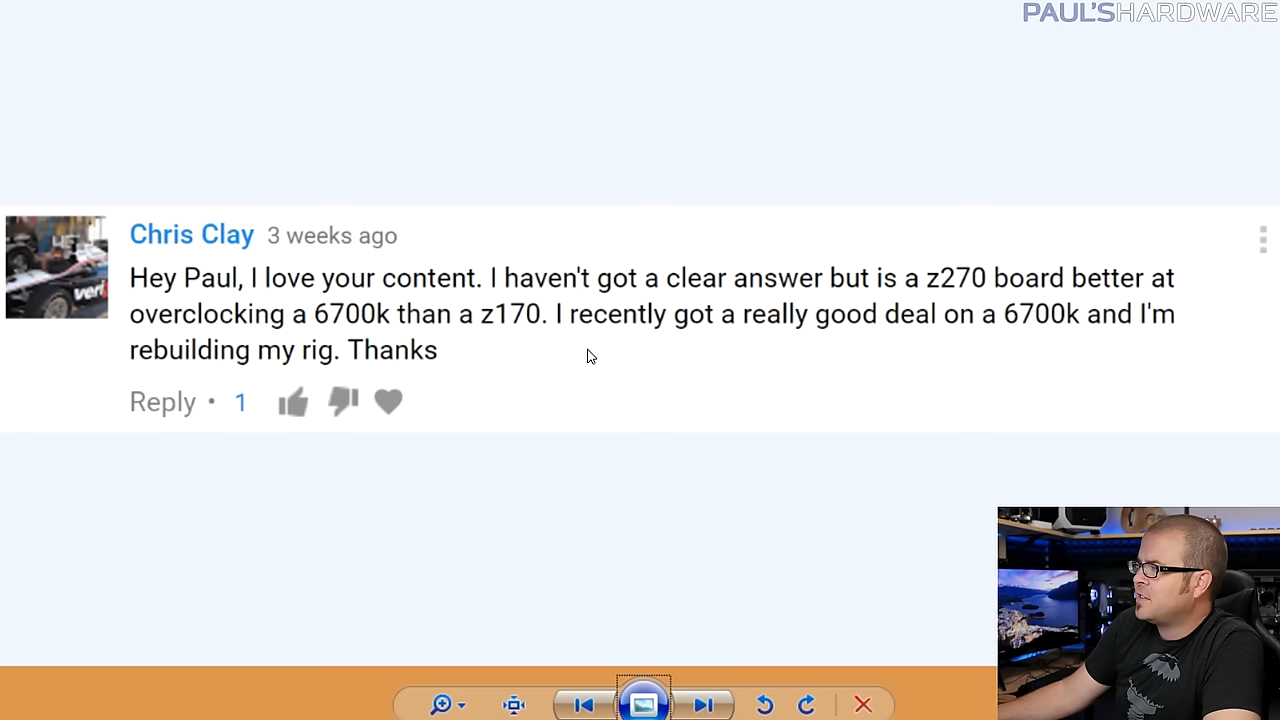 PAUL'SHARDWARE
Chris Clay 3 weeks ago
Hey Paul, I love your content. I haven't got a clear answer but is a z270 board better at
overclocking a 6700k than a z170. I recently got a really good deal on a 6700k and I'm
rebuilding my rig. Thanks
Reply • 1
veri